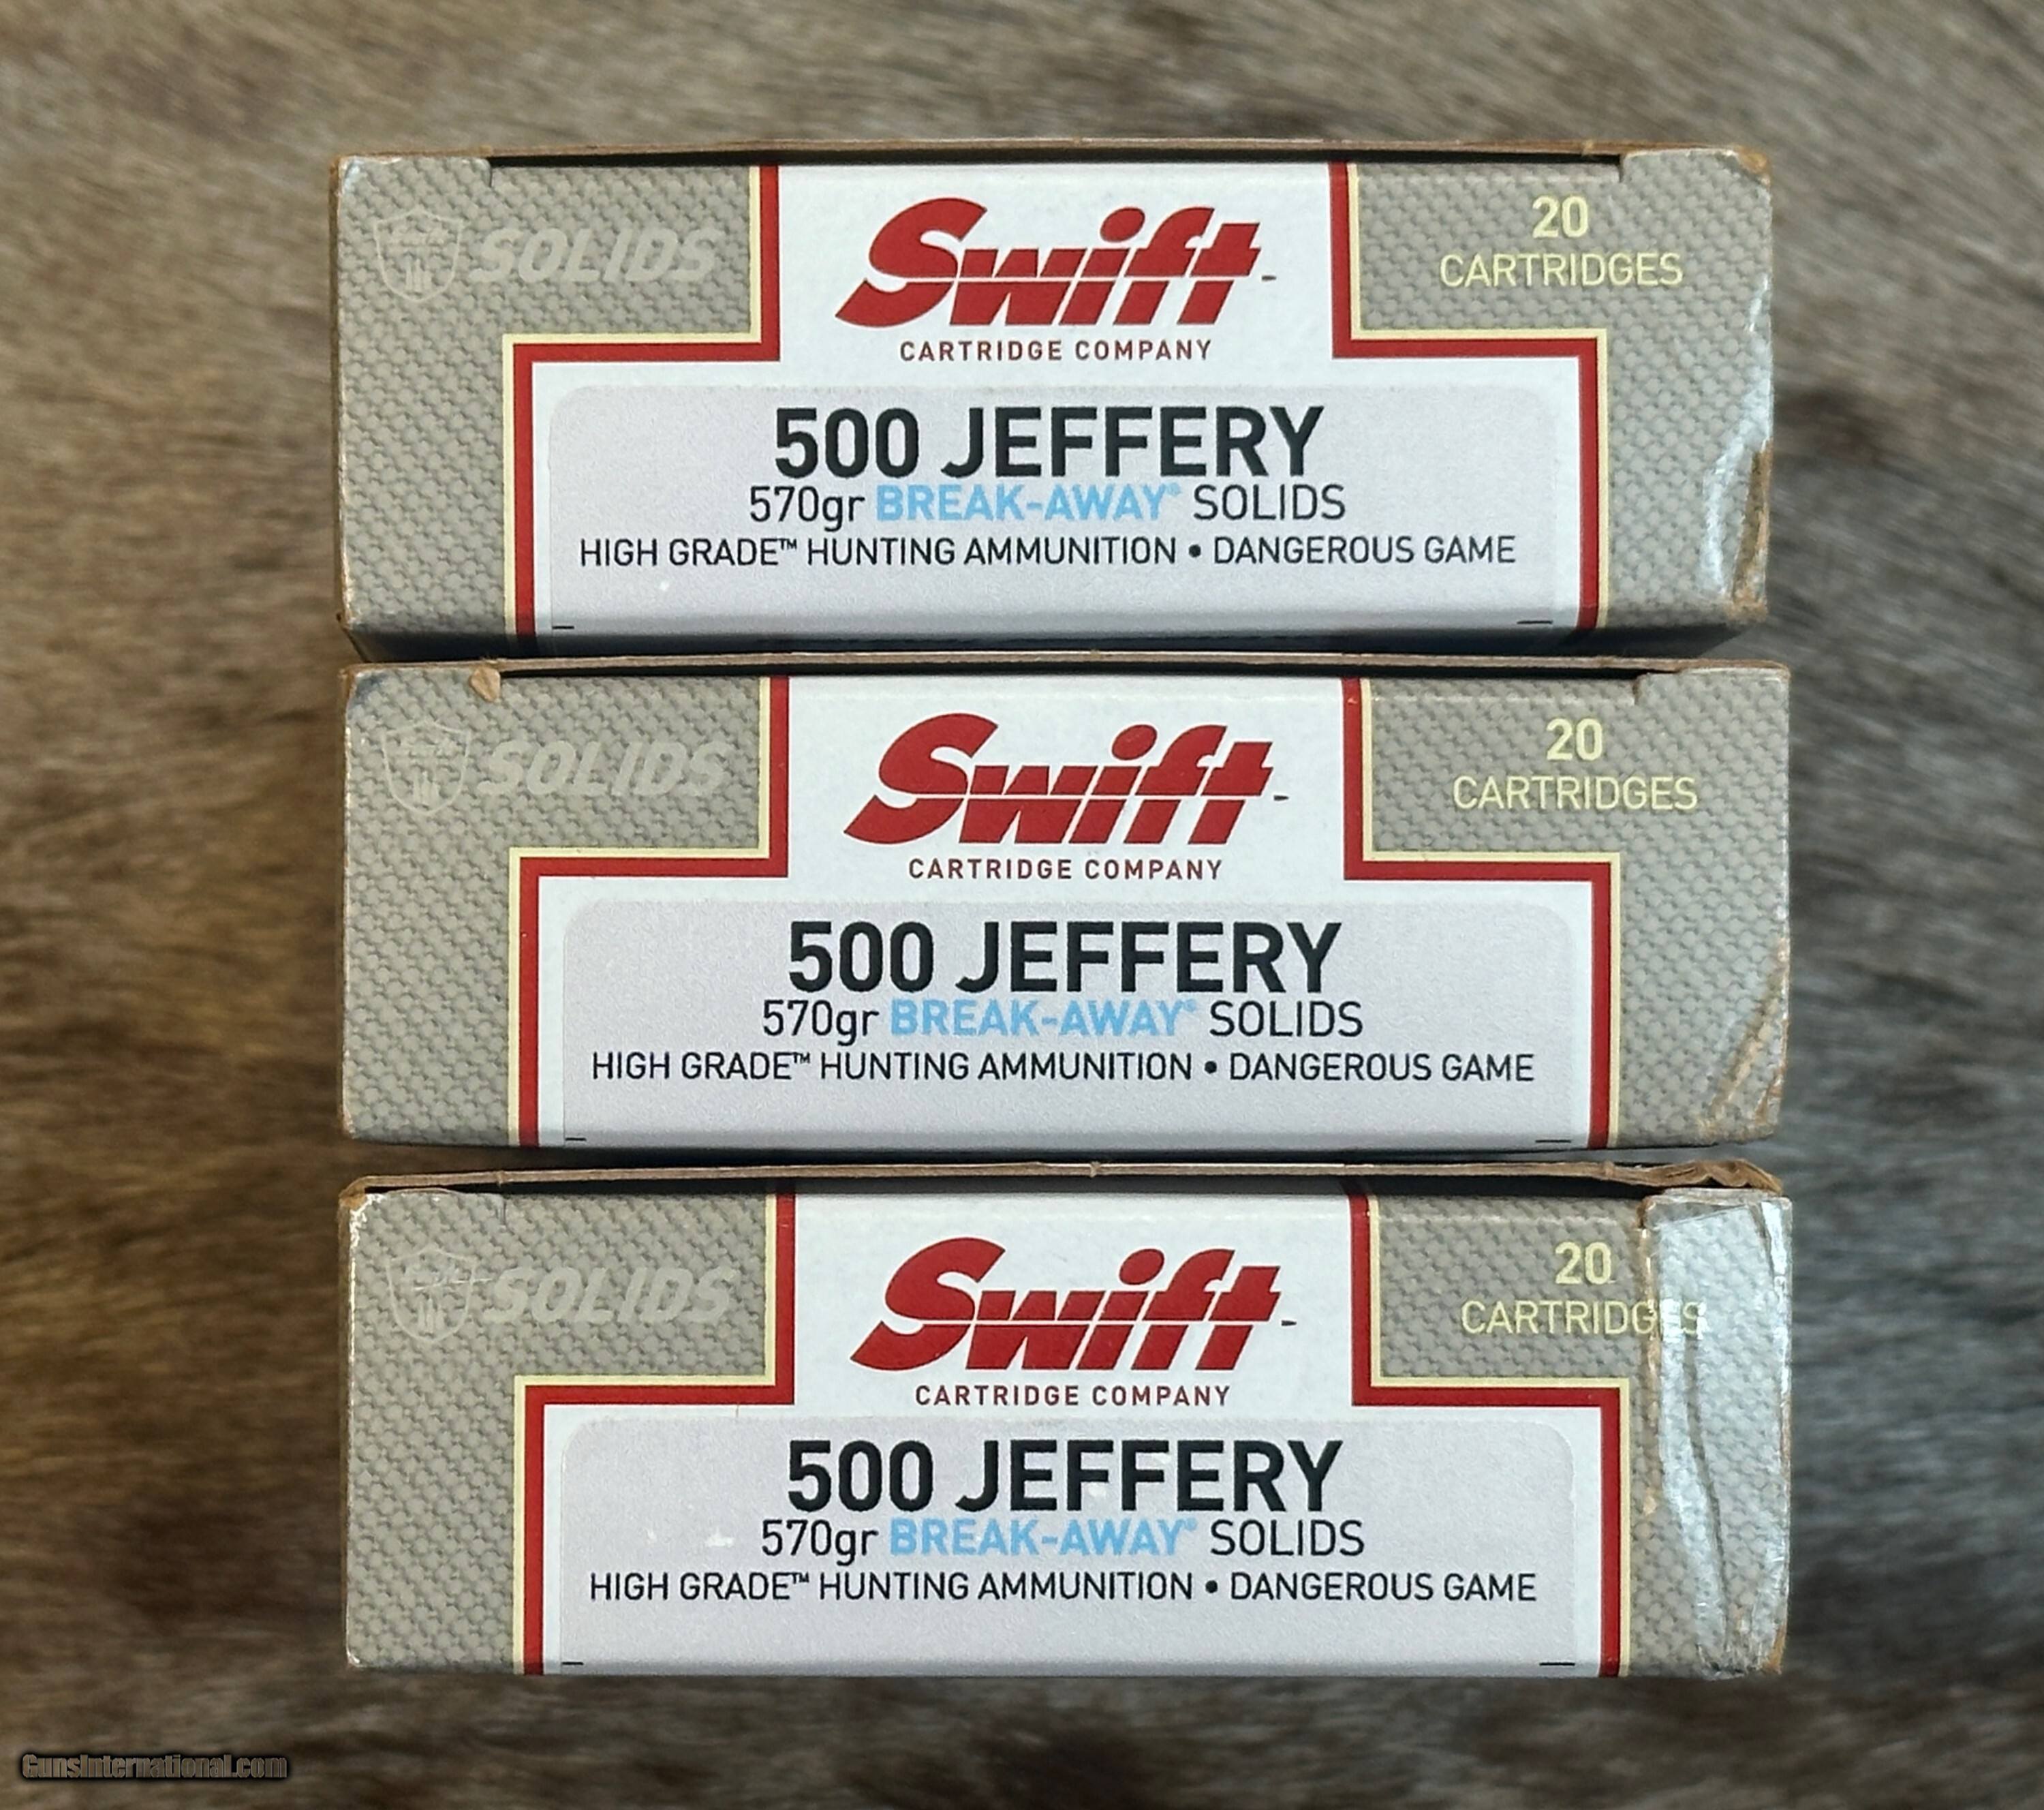 SOLIDS
Swift
CARTRIDGE COMPANY
20
CARTRIDGES
500 JEFFERY
570gr BREAK-AWAY® SOLIDS
HIGH GRADE™ HUNTING AMMUNITION • DANGEROUS GAME
SOLIDS
Swift
CARTRIDGE COMPANY
20
CARTRIDGES
500 JEFFERY
570gr BREAK-AWAY® SOLIDS
HIGH GRADE™ HUNTING AMMUNITION • DANGEROUS GAME
SOLIDS
Swift
CARTRIDGE COMPANY
20
CARTRIDGES
500 JEFFERY
570gr BREAK-AWAY® SOLIDS
HIGH GRADE™ HUNTING AMMUNITION • DANGEROUS GAME
GunsInternational.com